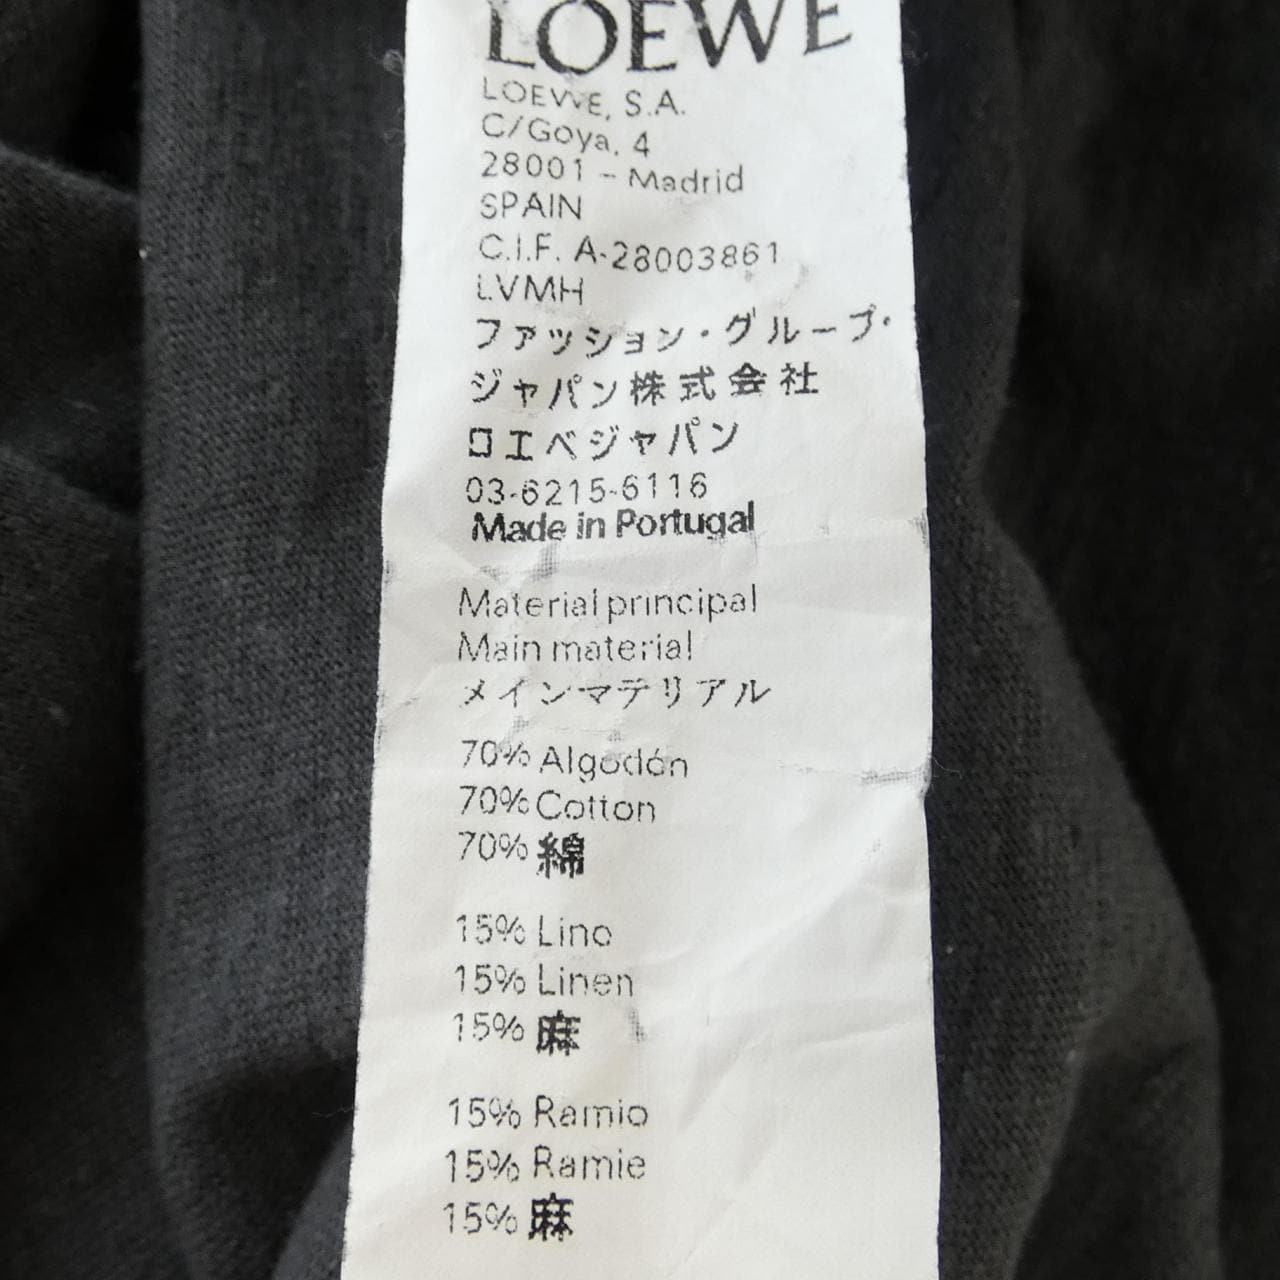 LOEWE
LOEWE, S.A.
C/Goya, 4
28001 - Madrid
SPAIN
C.I.F. A-28003861
LVMH
ファッション・グループ・
ジャパン株式会社
ロエベジャパン
03-6215-6116
Made in Portugal
Material principal
Main material
メインマテリアル
70% Algodón
70% Cotton
70% 綿
15% Lino
15% Linen
15% 麻
15% Ramio
15% Ramie
15% 麻